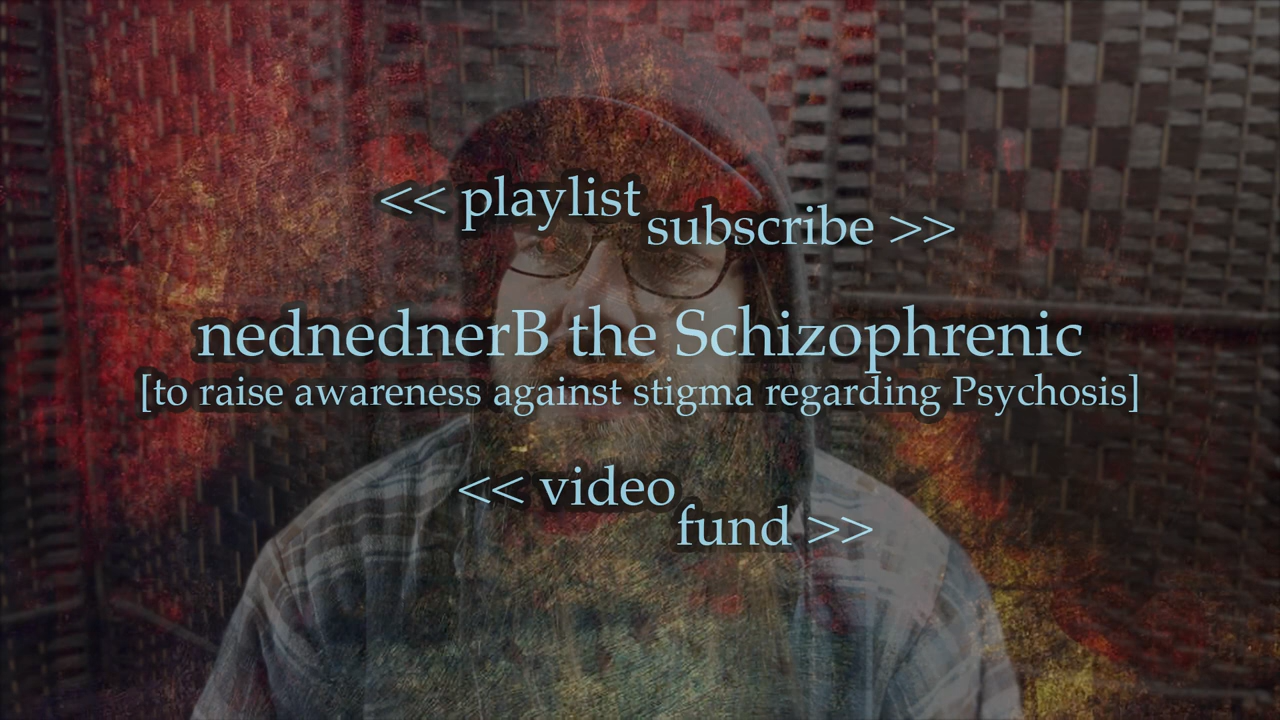 << playlist
subscribe >>
nednednerB the Schizophrenic
[to raise awareness against stigma regarding Psychosis]
<< video
fund >>